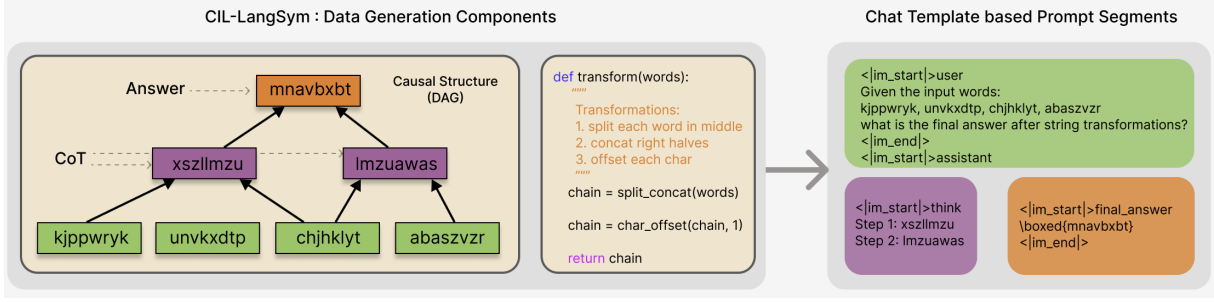 CIL-LangSym : Data Generation Components
Answer
mnavbxbt
Causal Structure
(DAG)
CoT
xszllmzu
lmzuawas
kjppwryk
unvkxdtp
chjhklyt
abaszvzr
def transform(words):
"""
Transformations:
1. split each word in middle
2. concat right halves
3. offset each char
"""
chain = split_concat(words)
chain = char_offset(chain, 1)
return chain
Chat Template based Prompt Segments
<|im_start|>user
Given the input words:
kjppwryk, unvkxdtp, chjhklyt, abaszvzr
what is the final answer after string transformations?
<|im_end|>
<|im_start|>assistant
<|im_start|>think
Step 1: xszllmzu
Step 2: lmzuawas
<|im_start|>final_answer
\boxed{mnavbxbt}
<|im_end|>